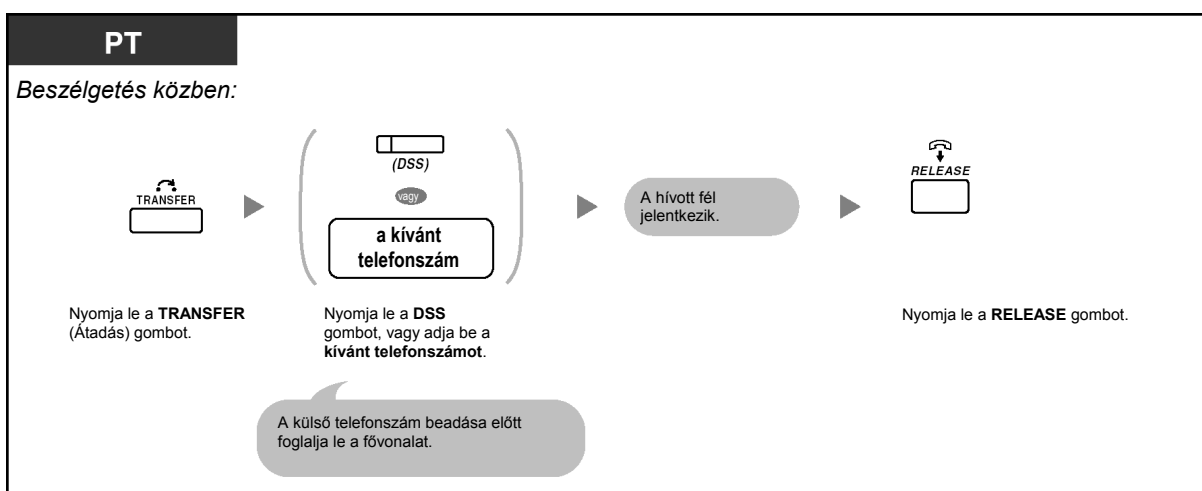 PT
Beszélgetés közben:
TRANSFER
(DSS)
vagy
a kívánt
telefonszám
A hívott fél
jelentkezik.
RELEASE
Nyomja le a TRANSFER
(Átadás) gombot.
Nyomja le a DSS
gombot, vagy adja be a
kívánt telefonszámot.
Nyomja le a RELEASE gombot.
A külső telefonszám beadása előtt
foglalja le a fővonalat.